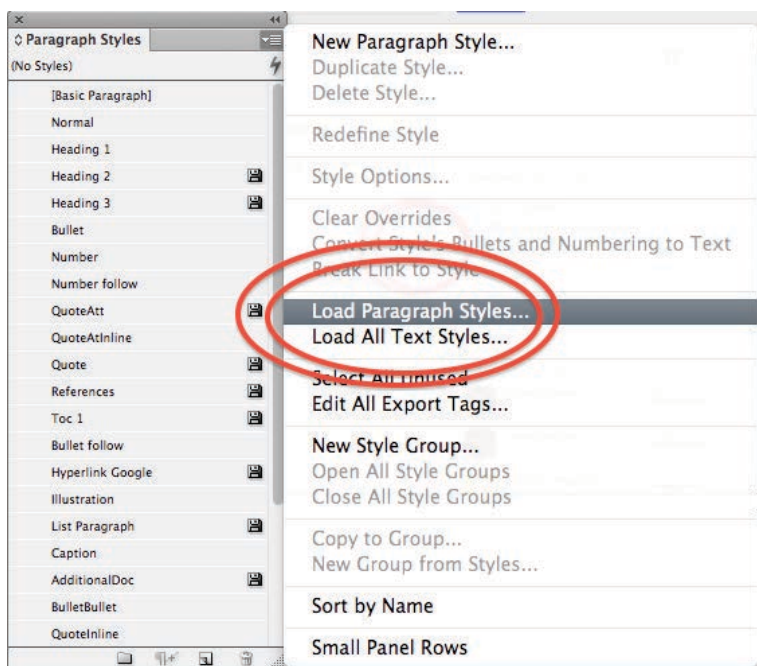 Paragraph Styles
(No Styles)
[Basic Paragraph]
Normal
Heading 1
Heading 2
Heading 3
Bullet
Number
Number follow
QuoteAtt
QuoteAtInline
Quote
References
Toc 1
Bullet follow
Hyperlink Google
Illustration
List Paragraph
Caption
AdditionalDoc
BulletBullet
QuoteInline
New Paragraph Style...
Duplicate Style...
Delete Style...
Redefine Style
Style Options...
Clear Overrides
Convert Style's Bullets and Numbering to Text
Break Link to Style
Load Paragraph Styles...
Load All Text Styles...
Select All Unused
Edit All Export Tags...
New Style Group...
Open All Style Groups
Close All Style Groups
Copy to Group...
New Group from Styles...
Sort by Name
Small Panel Rows